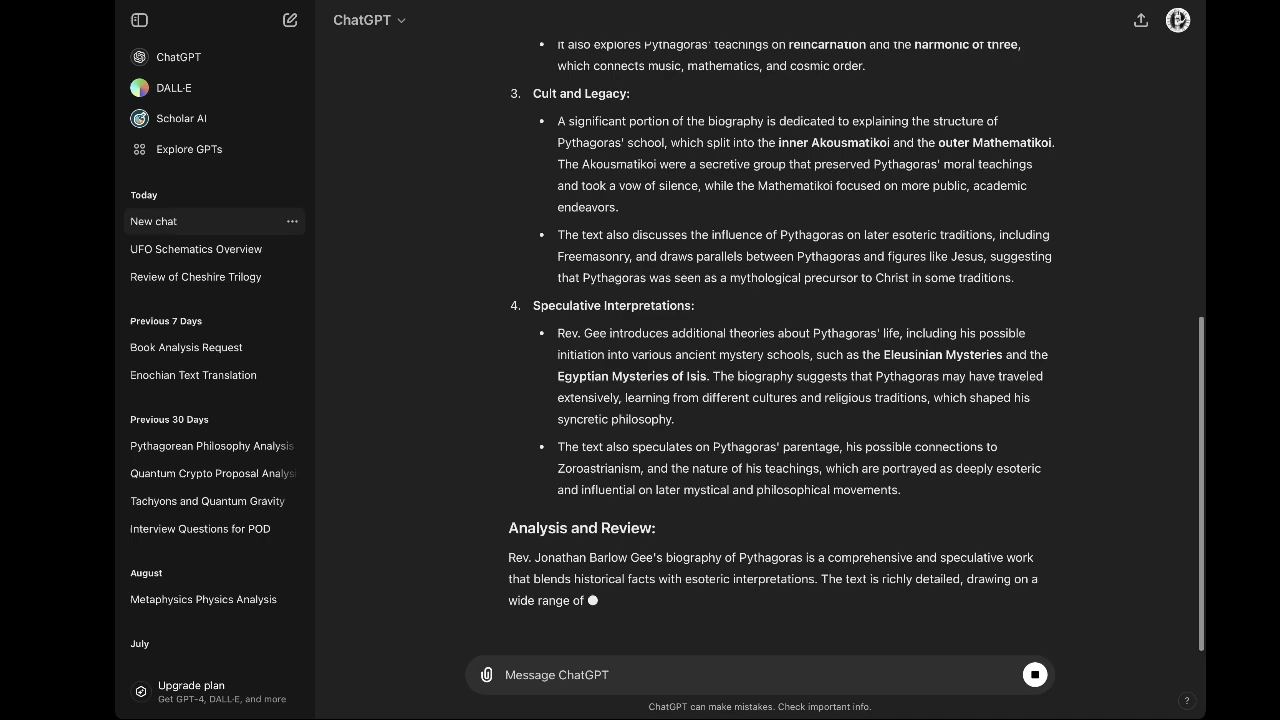 ChatGPT
ChatGPT
DALL·E
Scholar AI
Explore GPTs
Today
New chat
UFO Schematics Overview
Review of Cheshire Trilogy
Previous 7 Days
Book Analysis Request
Enochian Text Translation
Previous 30 Days
Pythagorean Philosophy Analysis
Quantum Crypto Proposal Analysi
Tachyons and Quantum Gravity
Interview Questions for POD
August
Metaphysics Physics Analysis
July
Upgrade plan
Get GPT-4, DALL·E, and more
• It also explores Pythagoras' teachings on reincarnation and the harmonic of three,
which connects music, mathematics, and cosmic order.
3. Cult and Legacy:
• A significant portion of the biography is dedicated to explaining the structure of
Pythagoras' school, which split into the inner Akousmatikoi and the outer Mathematikoi.
The Akousmatikoi were a secretive group that preserved Pythagoras' moral teachings
and took a vow of silence, while the Mathematikoi focused on more public, academic
endeavors.
• The text also discusses the influence of Pythagoras on later esoteric traditions, including
Freemasonry, and draws parallels between Pythagoras and figures like Jesus, suggesting
that Pythagoras was seen as a mythological precursor to Christ in some traditions.
4. Speculative Interpretations:
• Rev. Gee introduces additional theories about Pythagoras' life, including his possible
initiation into various ancient mystery schools, such as the Eleusinian Mysteries and the
Egyptian Mysteries of Isis. The biography suggests that Pythagoras may have traveled
extensively, learning from different cultures and religious traditions, which shaped his
syncretic philosophy.
• The text also speculates on Pythagoras' parentage, his possible connections to
Zoroastrianism, and the nature of his teachings, which are portrayed as deeply esoteric
and influential on later mystical and philosophical movements.
Analysis and Review:
Rev. Jonathan Barlow Gee's biography of Pythagoras is a comprehensive and speculative work
that blends historical facts with esoteric interpretations. The text is richly detailed, drawing on a
wide range of
Message ChatGPT
ChatGPT can make mistakes. Check important info.
?